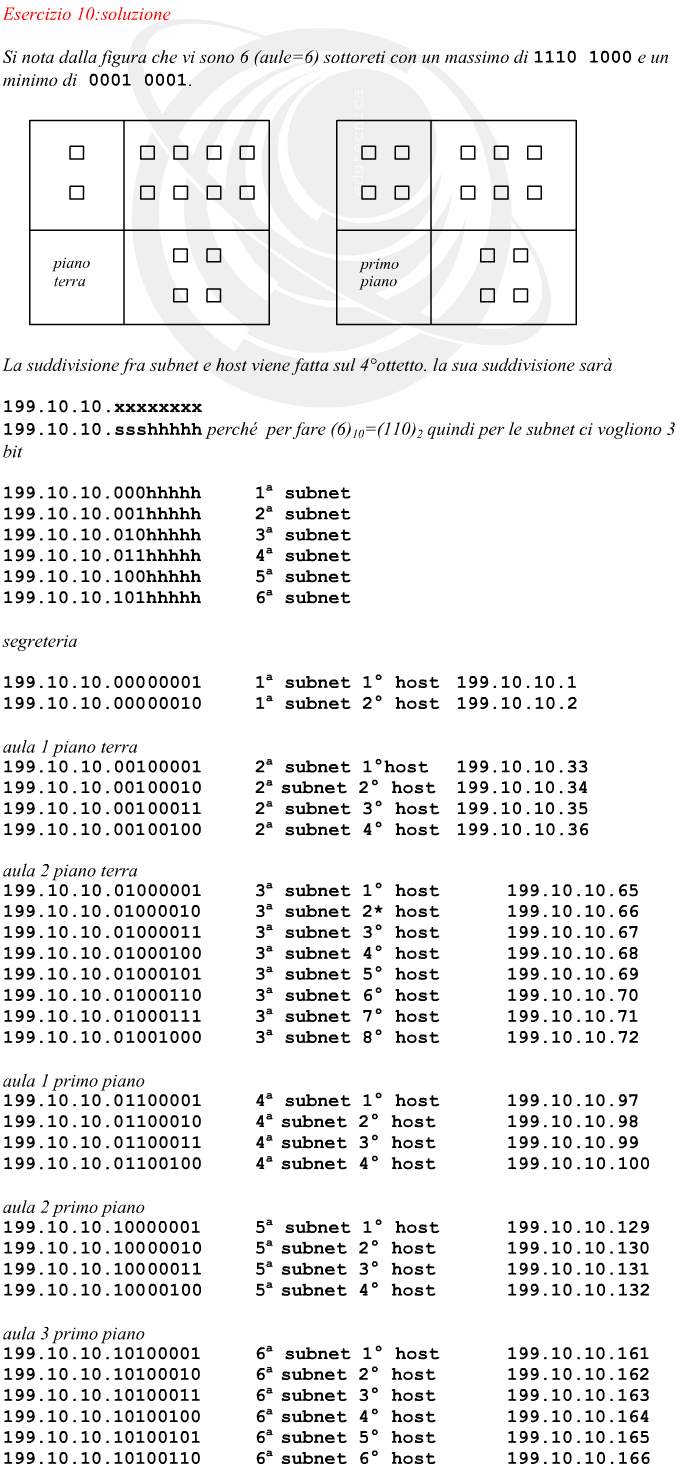 Esercizio 10:soluzione
Si nota dalla figura che vi sono 6 (aule=6) sottoreti con un massimo di 1110 1000 e un
minimo di 0001 0001.
piano
terra
primo
piano
La suddivisione fra subnet e host viene fatta sul 4°ottetto. la sua suddivisione sarà
199.10.10.xxxxxxxx
199.10.10.ssshhhhh perché per fare (6)10=(110)2 quindi per le subnet ci vogliono 3
bit
199.10.10.000hhhhh 1ª subnet
199.10.10.001hhhhh 2ª subnet
199.10.10.010hhhhh 3ª subnet
199.10.10.011hhhhh 4ª subnet
199.10.10.100hhhhh 5ª subnet
199.10.10.101hhhhh 6ª subnet
segreteria
199.10.10.00000001 1ª subnet 1° host 199.10.10.1
199.10.10.00000010 1ª subnet 2° host 199.10.10.2
aula 1 piano terra
199.10.10.00100001 2ª subnet 1°host 199.10.10.33
199.10.10.00100010 2ª subnet 2° host 199.10.10.34
199.10.10.00100011 2ª subnet 3° host 199.10.10.35
199.10.10.00100100 2ª subnet 4° host 199.10.10.36
aula 2 piano terra
199.10.10.01000001 3ª subnet 1° host 199.10.10.65
199.10.10.01000010 3ª subnet 2* host 199.10.10.66
199.10.10.01000011 3ª subnet 3° host 199.10.10.67
199.10.10.01000100 3ª subnet 4° host 199.10.10.68
199.10.10.01000101 3ª subnet 5° host 199.10.10.69
199.10.10.01000110 3ª subnet 6° host 199.10.10.70
199.10.10.01000111 3ª subnet 7° host 199.10.10.71
199.10.10.01001000 3ª subnet 8° host 199.10.10.72
aula 1 primo piano
199.10.10.01100001 4ª subnet 1° host 199.10.10.97
199.10.10.01100010 4ª subnet 2° host 199.10.10.98
199.10.10.01100011 4ª subnet 3° host 199.10.10.99
199.10.10.01100100 4ª subnet 4° host 199.10.10.100
aula 2 primo piano
199.10.10.10000001 5ª subnet 1° host 199.10.10.129
199.10.10.10000010 5ª subnet 2° host 199.10.10.130
199.10.10.10000011 5ª subnet 3° host 199.10.10.131
199.10.10.10000100 5ª subnet 4° host 199.10.10.132
aula 3 primo piano
199.10.10.10100001 6ª subnet 1° host 199.10.10.161
199.10.10.10100010 6ª subnet 2° host 199.10.10.162
199.10.10.10100011 6ª subnet 3° host 199.10.10.163
199.10.10.10100100 6ª subnet 4° host 199.10.10.164
199.10.10.10100101 6ª subnet 5° host 199.10.10.165
199.10.10.10100110 6ª subnet 6° host 199.10.10.166